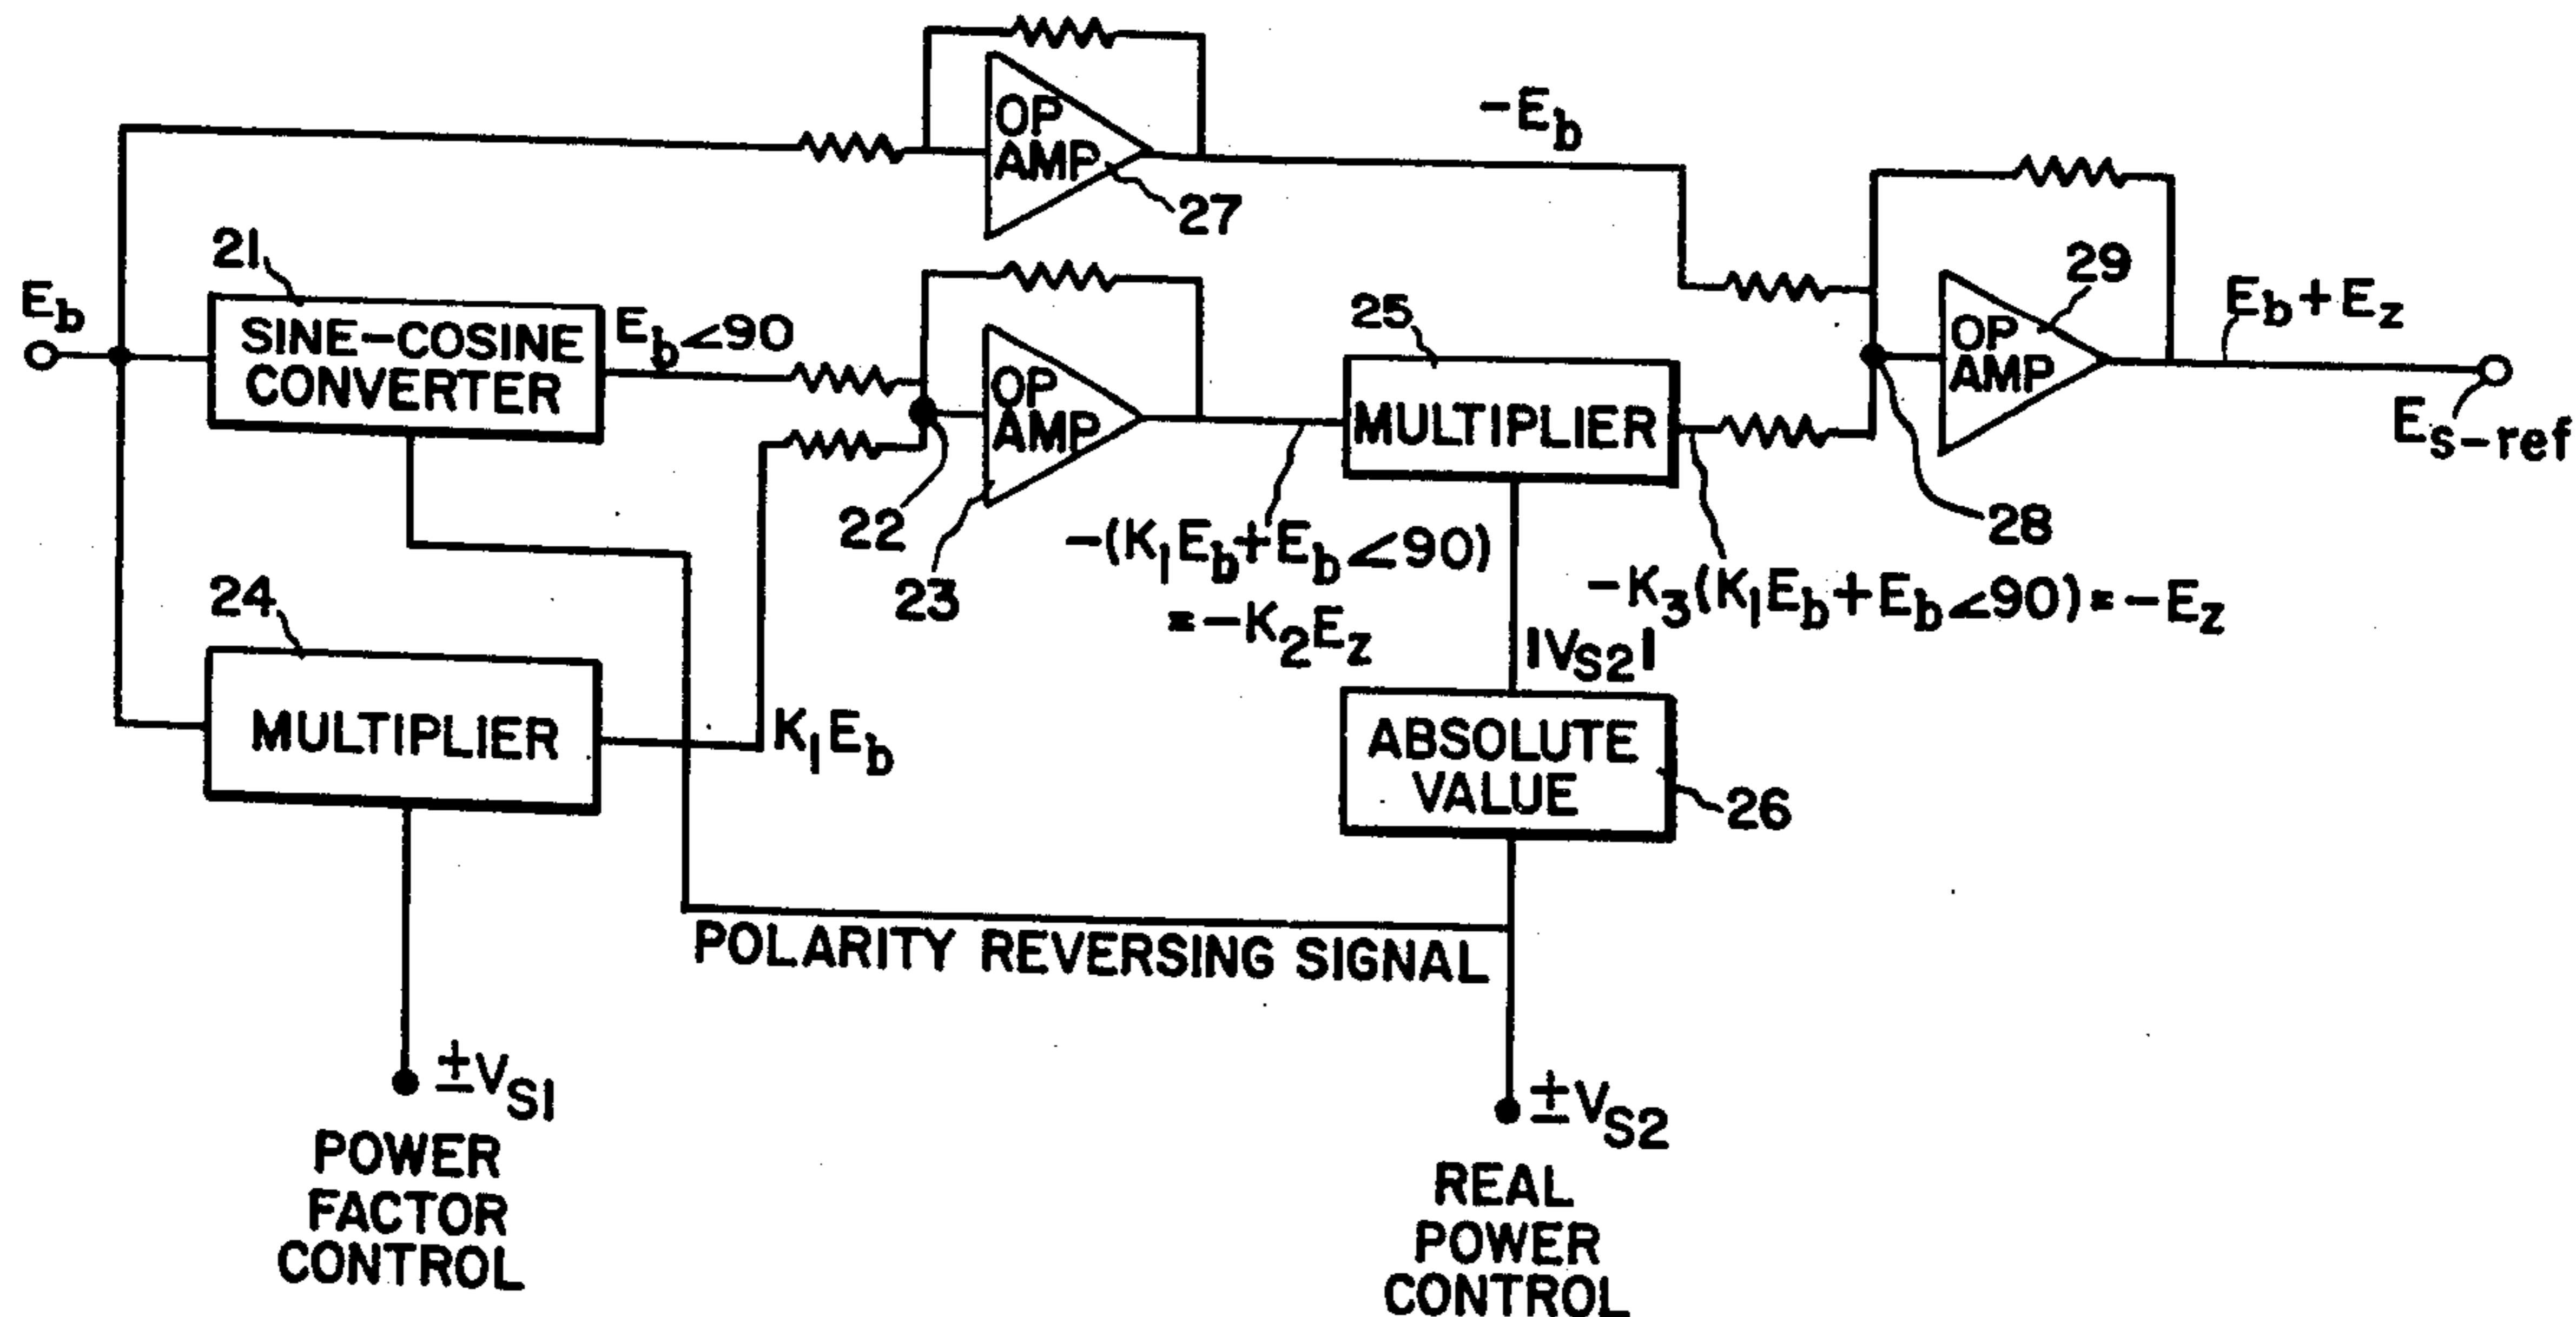 OP
AMP
27
-Eb
21
Eb
SINE-COSINE
CONVERTER
Eb∠90
22
OP
AMP
23
-(K1Eb+Eb∠90)
=-K2Ez
25
MULTIPLIER
-K3(K1Eb+Eb∠90)=-Ez
28
OP
AMP
29
Eb+Ez
Es-ref
24
MULTIPLIER
K1Eb
|VS2|
ABSOLUTE
VALUE
26
POLARITY REVERSING SIGNAL
±VS1
POWER
FACTOR
CONTROL
±VS2
REAL
POWER
CONTROL